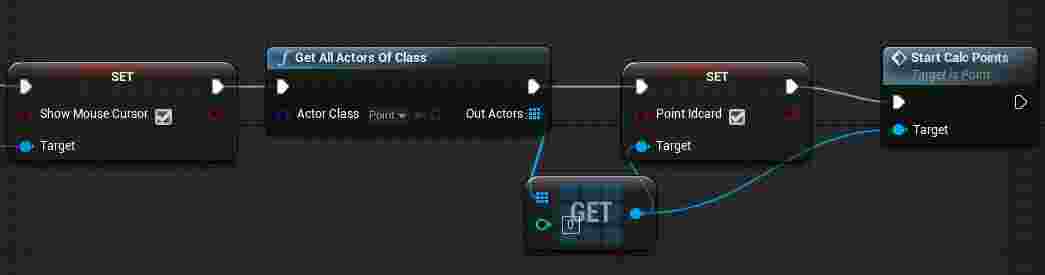 SET
Show Mouse Cursor
Target
Get All Actors Of Class
Actor Class Point Out Actors
SET
Point Idcard
Target
Start Calc Points
Target is Point
Target
GET
0